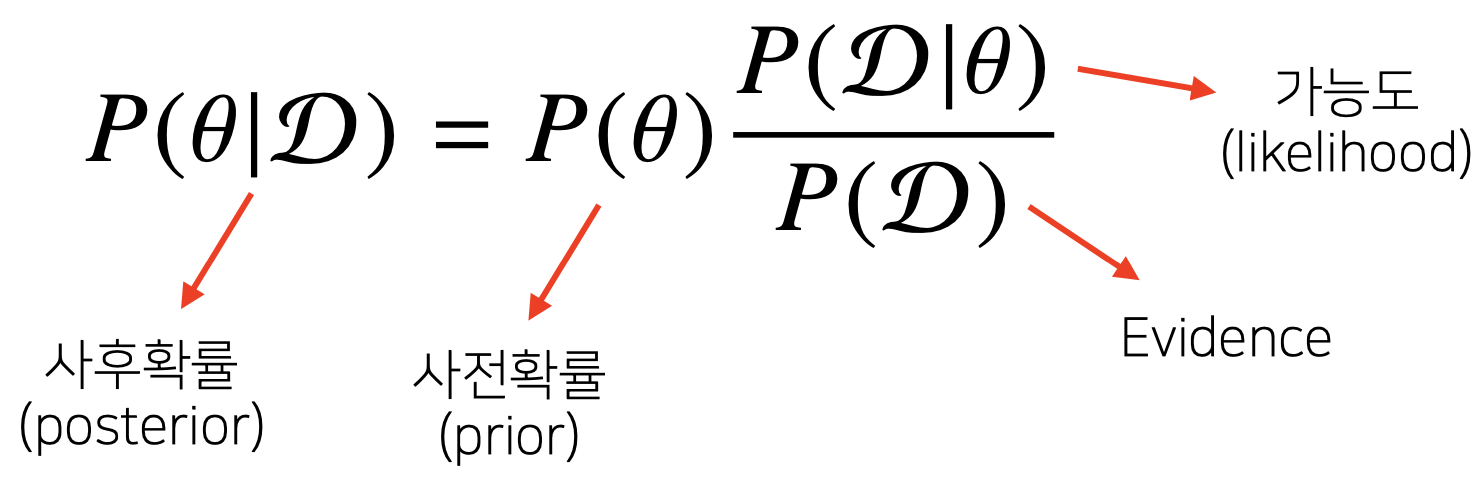 P(θ|𝒟) = P(θ) P(𝒟|θ) / P(𝒟)
가능도
(likelihood)
Evidence
사후확률
(posterior)
사전확률
(prior)